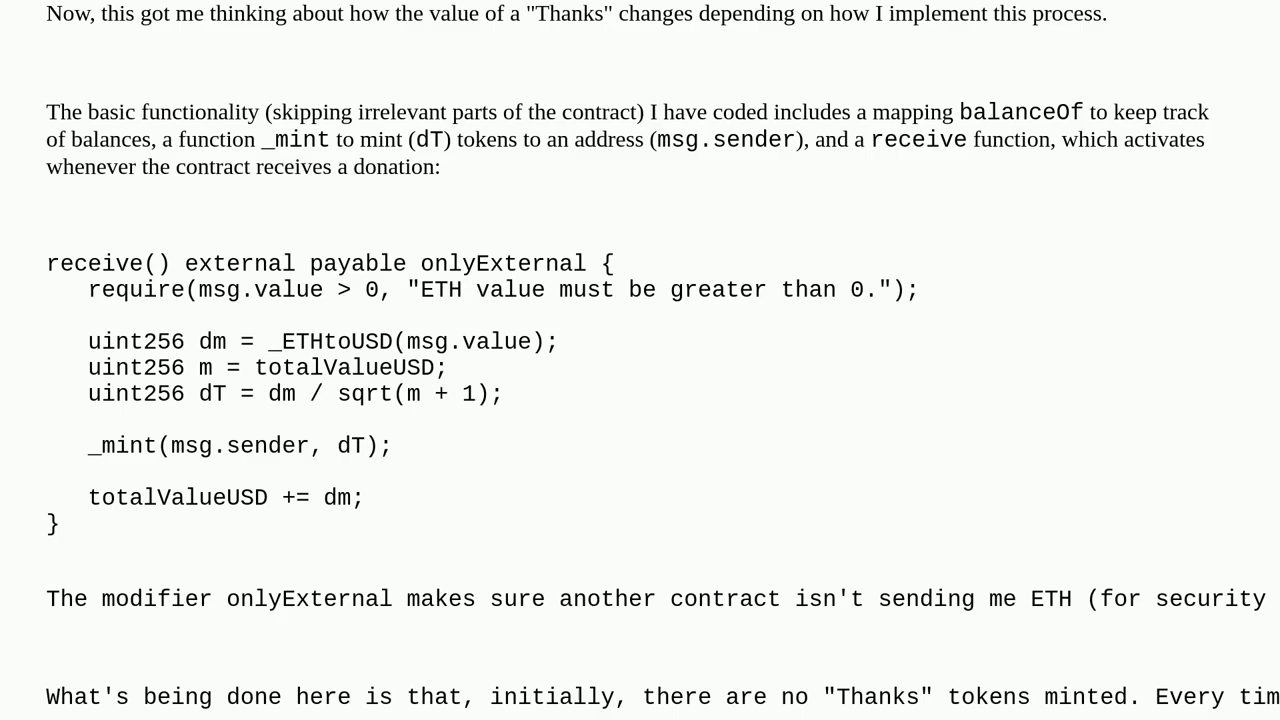 Now, this got me thinking about how the value of a "Thanks" changes depending on how I implement this process.
The basic functionality (skipping irrelevant parts of the contract) I have coded includes a mapping balanceOf to keep track
of balances, a function _mint to mint (dT) tokens to an address (msg.sender), and a receive function, which activates
whenever the contract receives a donation:
receive() external payable onlyExternal {
   require(msg.value > 0, "ETH value must be greater than 0.");
   uint256 dm = _ETHtoUSD(msg.value);
   uint256 m = totalValueUSD;
   uint256 dT = dm / sqrt(m + 1);
   _mint(msg.sender, dT);
   totalValueUSD += dm;
}
The modifier onlyExternal makes sure another contract isn't sending me ETH (for security
What's being done here is that, initially, there are no "Thanks" tokens minted. Every tim